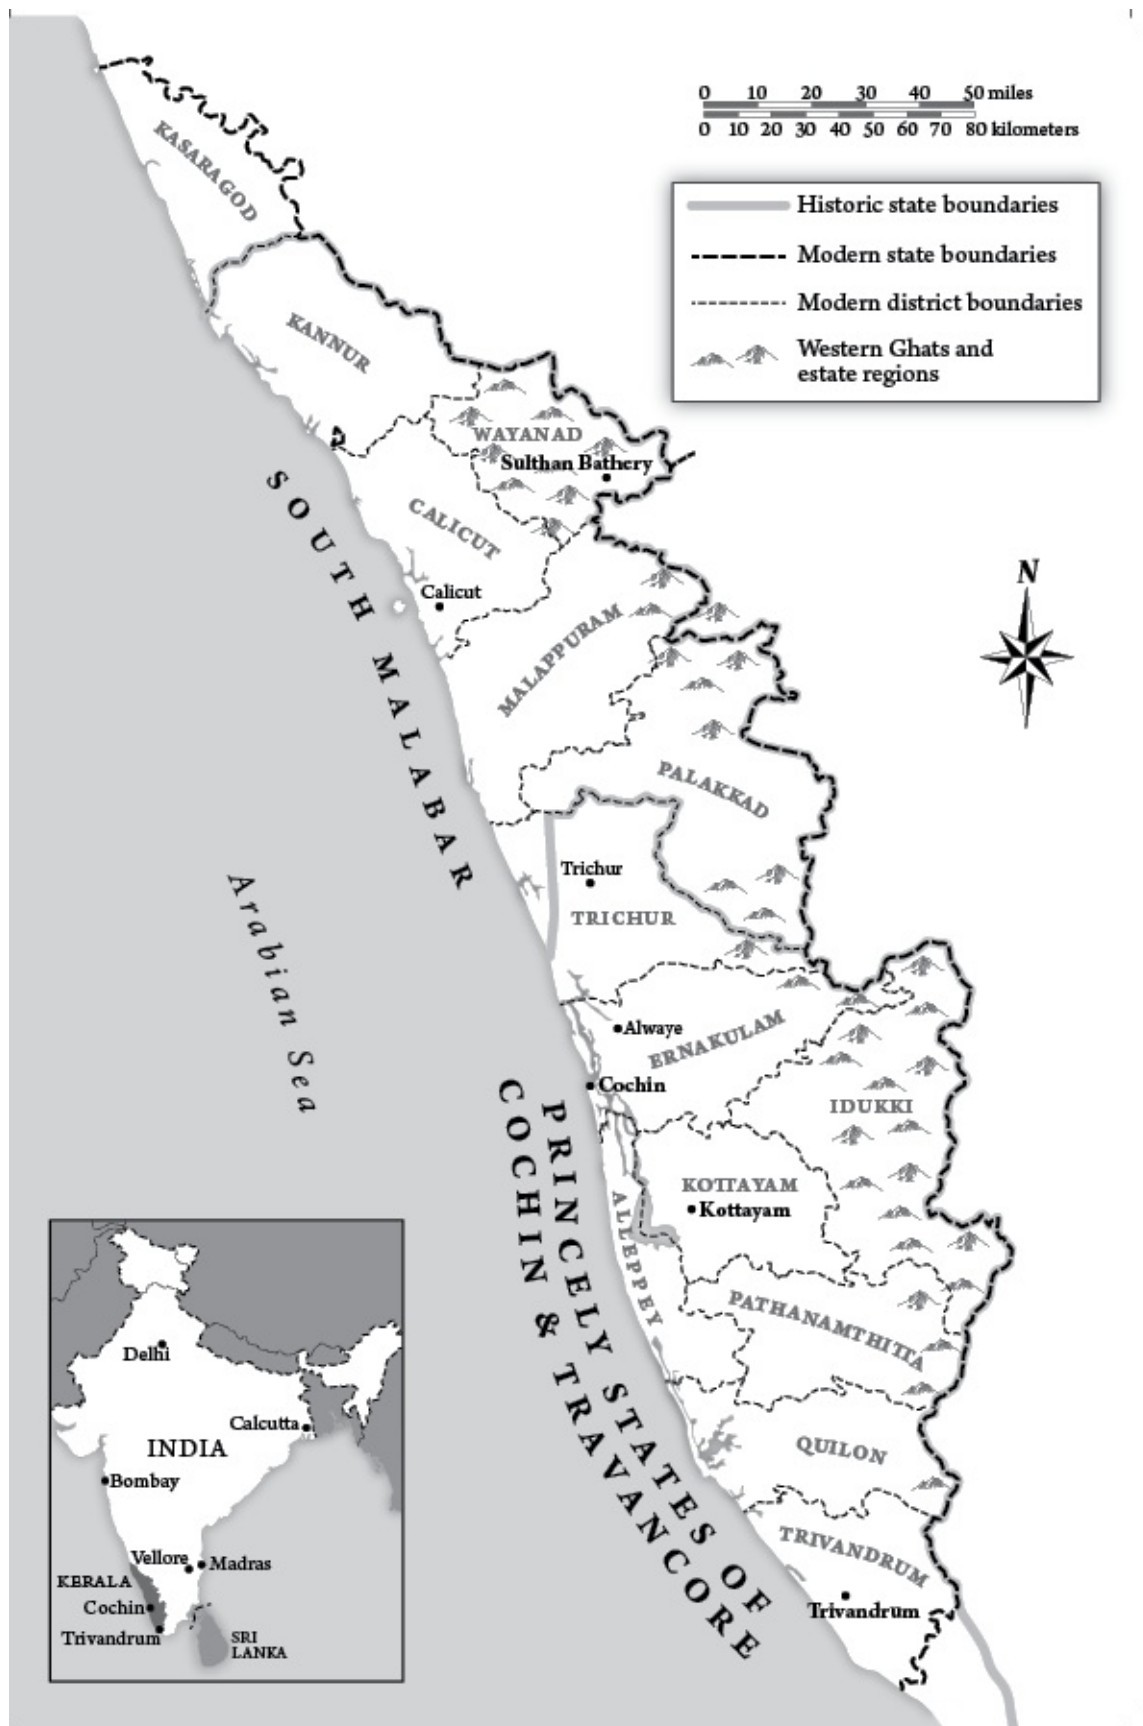 0 10 20 30 40 50 miles
0 10 20 30 40 50 60 70 80 kilometers
Historic state boundaries
Modern state boundaries
Modern district boundaries
Western Ghats and
estate regions
KASARAGOD
KANNUR
WAYANAD
Sulthan Bathery
CALICUT
Calicut
SOUTH MALABAR
N
MALAPPURAM
PALAKKAD
Trichur
TRICHUR
Arabian Sea
Alwaye
ERNAKULAM
Cochin
IDUKKI
PRINCELY STATES OF
COCHIN & TRAVANCORE
KOTTAYAM
Kottayam
ALLEPPEY
PATHANAMTHITTA
QUILON
TRIVANDRUM
Trivandrum
Delhi
Calcutta
INDIA
Bombay
Vellore
Madras
KERALA
Cochin
Trivandrum
SRI
LANKA